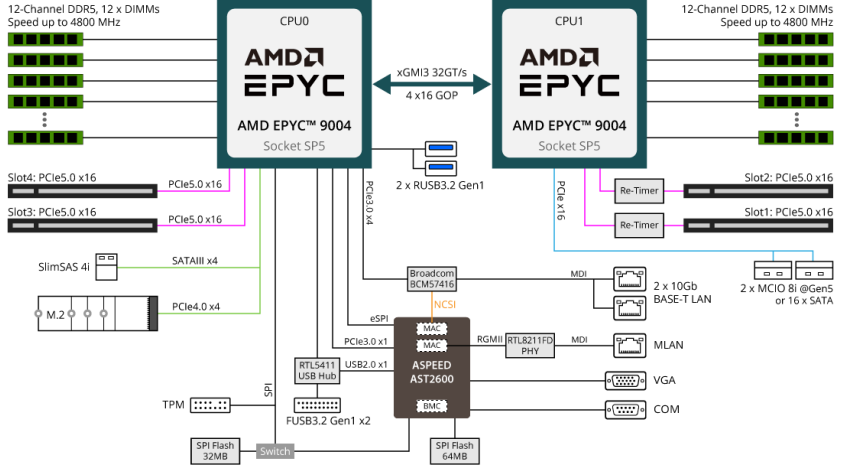 12-Channel DDR5, 12 x DIMMs
Speed up to 4800 MHz
CPU0
AMD
EPYC
AMD EPYC™ 9004
Socket SP5
xGMI3 32GT/s
4 x16 GOP
CPU1
AMD
EPYC
AMD EPYC™ 9004
Socket SP5
12-Channel DDR5, 12 x DIMMs
Speed up to 4800 MHz
2 x RUSB3.2 Gen1
Slot4: PCIe5.0 x16
PCIe5.0 x16
Slot3: PCIe5.0 x16
PCIe5.0 x16
PCIe3.0 x4
PCIe x16
Re-Timer
Slot2: PCIe5.0 x16
Re-Timer
Slot1: PCIe5.0 x16
SlimSAS 4i
SATAIII x4
M.2
PCIe4.0 x4
Broadcom
BCM57416
MDI
2 x 10Gb
BASE-T LAN
2 x MCIO 8i @Gen5
or 16 x SATA
NCSI
eSPI
MAC
PCIe3.0 x1
MAC
RGMII
RTL8211FD
PHY
MDI
MLAN
RTL5411
USB Hub
USB2.0 x1
ASPEED
AST2600
VGA
SPI
TPM
FUSB3.2 Gen1 x2
BMC
COM
SPI Flash
32MB
Switch
SPI Flash
64MB